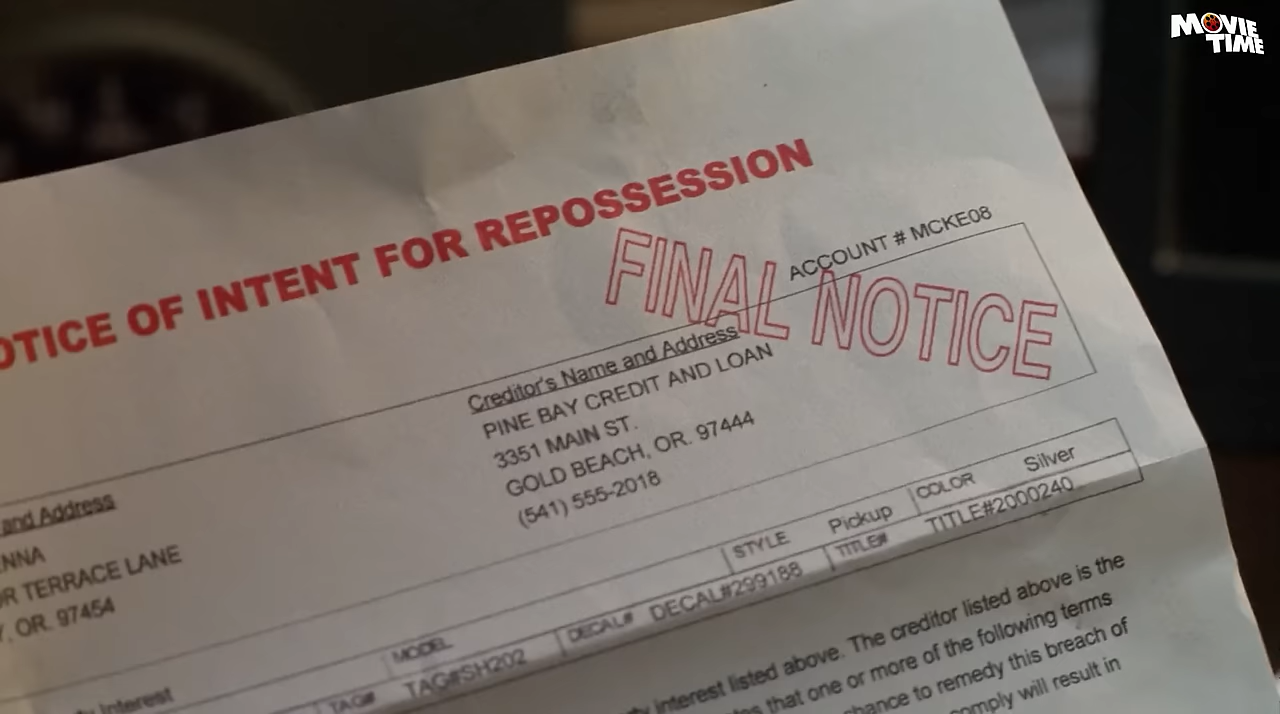 MOVIE
TIME
OTICE OF INTENT FOR REPOSSESSION
FINAL NOTICE
ACCOUNT # MCKE08
Creditor's Name and Address
PINE BAY CREDIT AND LOAN
3351 MAIN ST.
GOLD BEACH, OR. 97444
(541) 555-2018
and Address
NNA
OR TERRACE LANE
Y, OR. 97454
MODEL STYLE Pickup COLOR Silver
TAG# TAG#SH202 DECAL# DECAL#299188 TITLE# TITLE#2000240
ty Interest
ty interest listed above. The creditor listed above is the
es that one or more of the following terms
chance to remedy this breach of
comply will result in